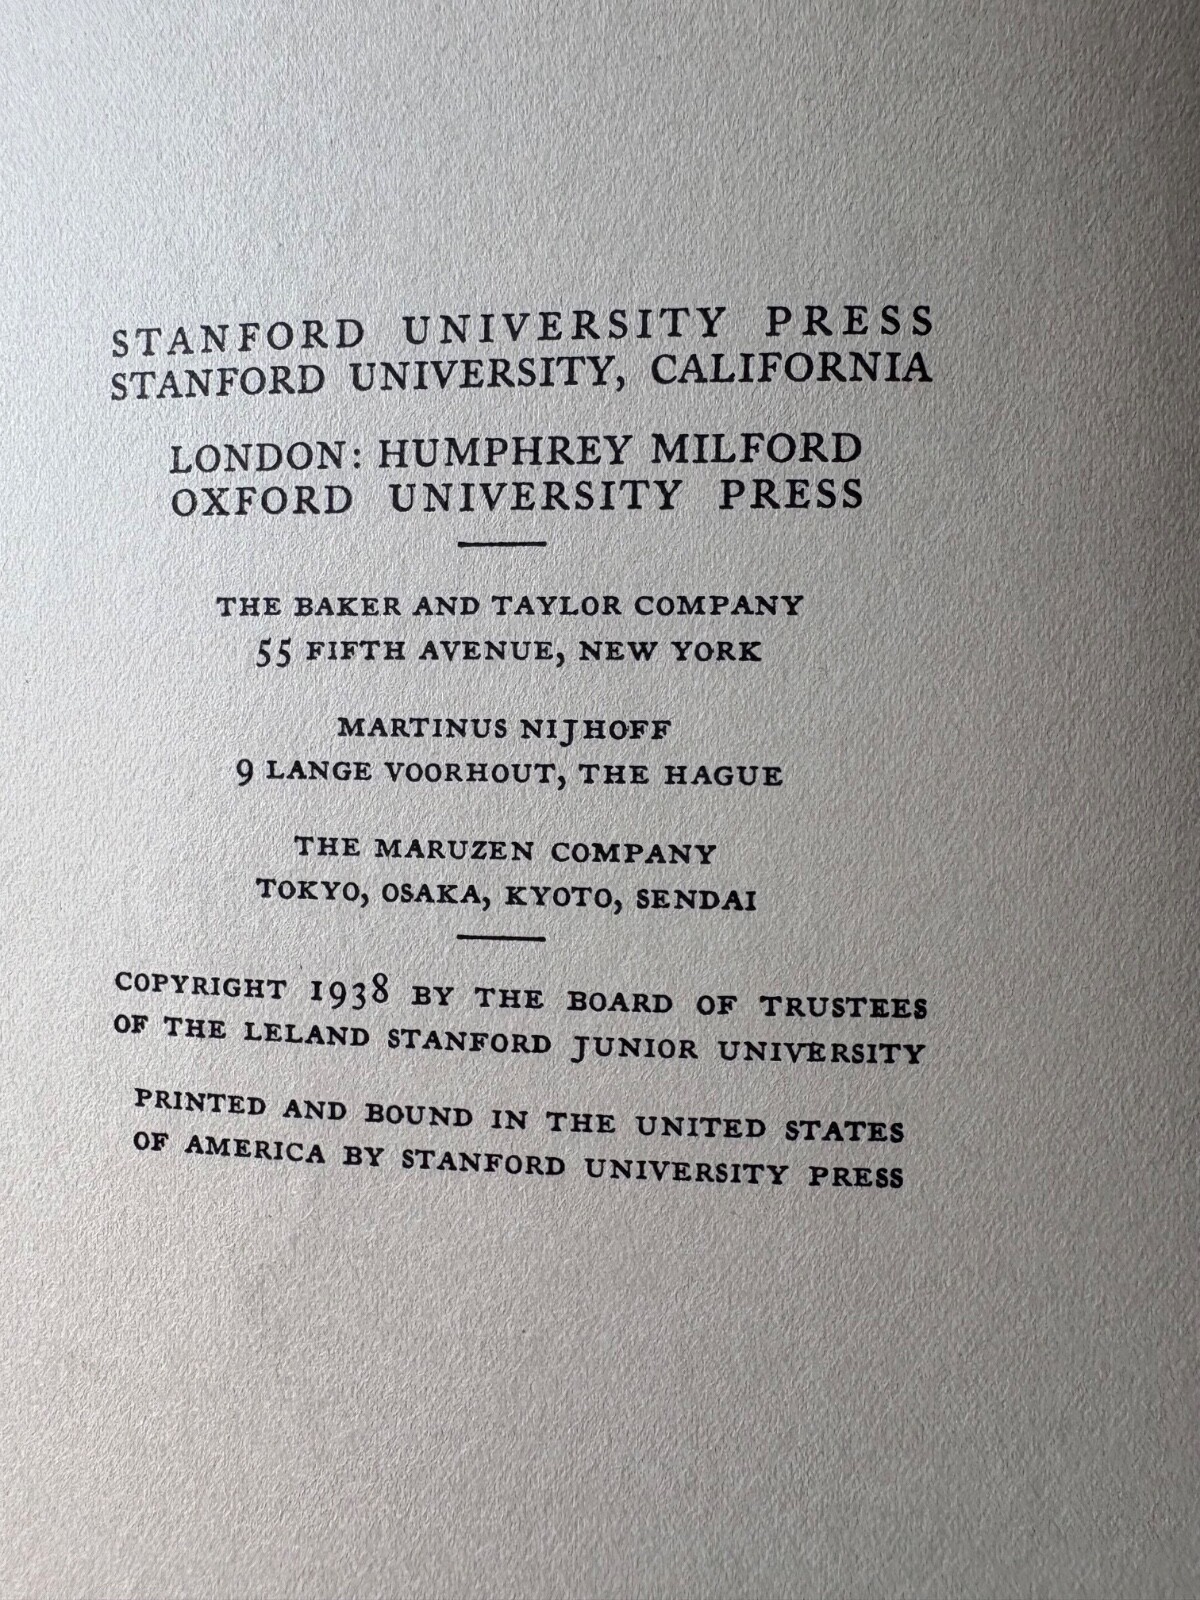 STANFORD UNIVERSITY PRESS
STANFORD UNIVERSITY, CALIFORNIA
LONDON: HUMPHREY MILFORD
OXFORD UNIVERSITY PRESS
THE BAKER AND TAYLOR COMPANY
55 FIFTH AVENUE, NEW YORK
MARTINUS NIJHOFF
9 LANGE VOORHOUT, THE HAGUE
THE MARUZEN COMPANY
TOKYO, OSAKA, KYOTO, SENDAI
COPYRIGHT 1938 BY THE BOARD OF TRUSTEES
OF THE LELAND STANFORD JUNIOR UNIVERSITY
PRINTED AND BOUND IN THE UNITED STATES
OF AMERICA BY STANFORD UNIVERSITY PRESS